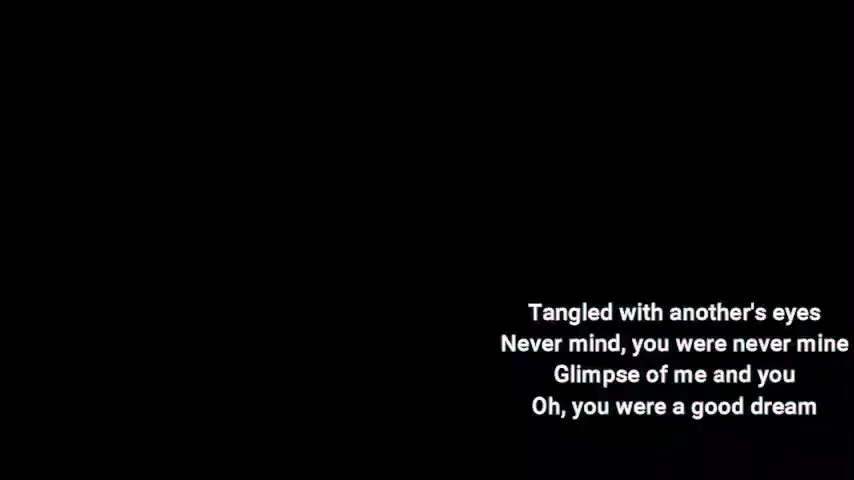 Tangled with another's eyes
Never mind, you were never mine
Glimpse of me and you
Oh, you were a good dream